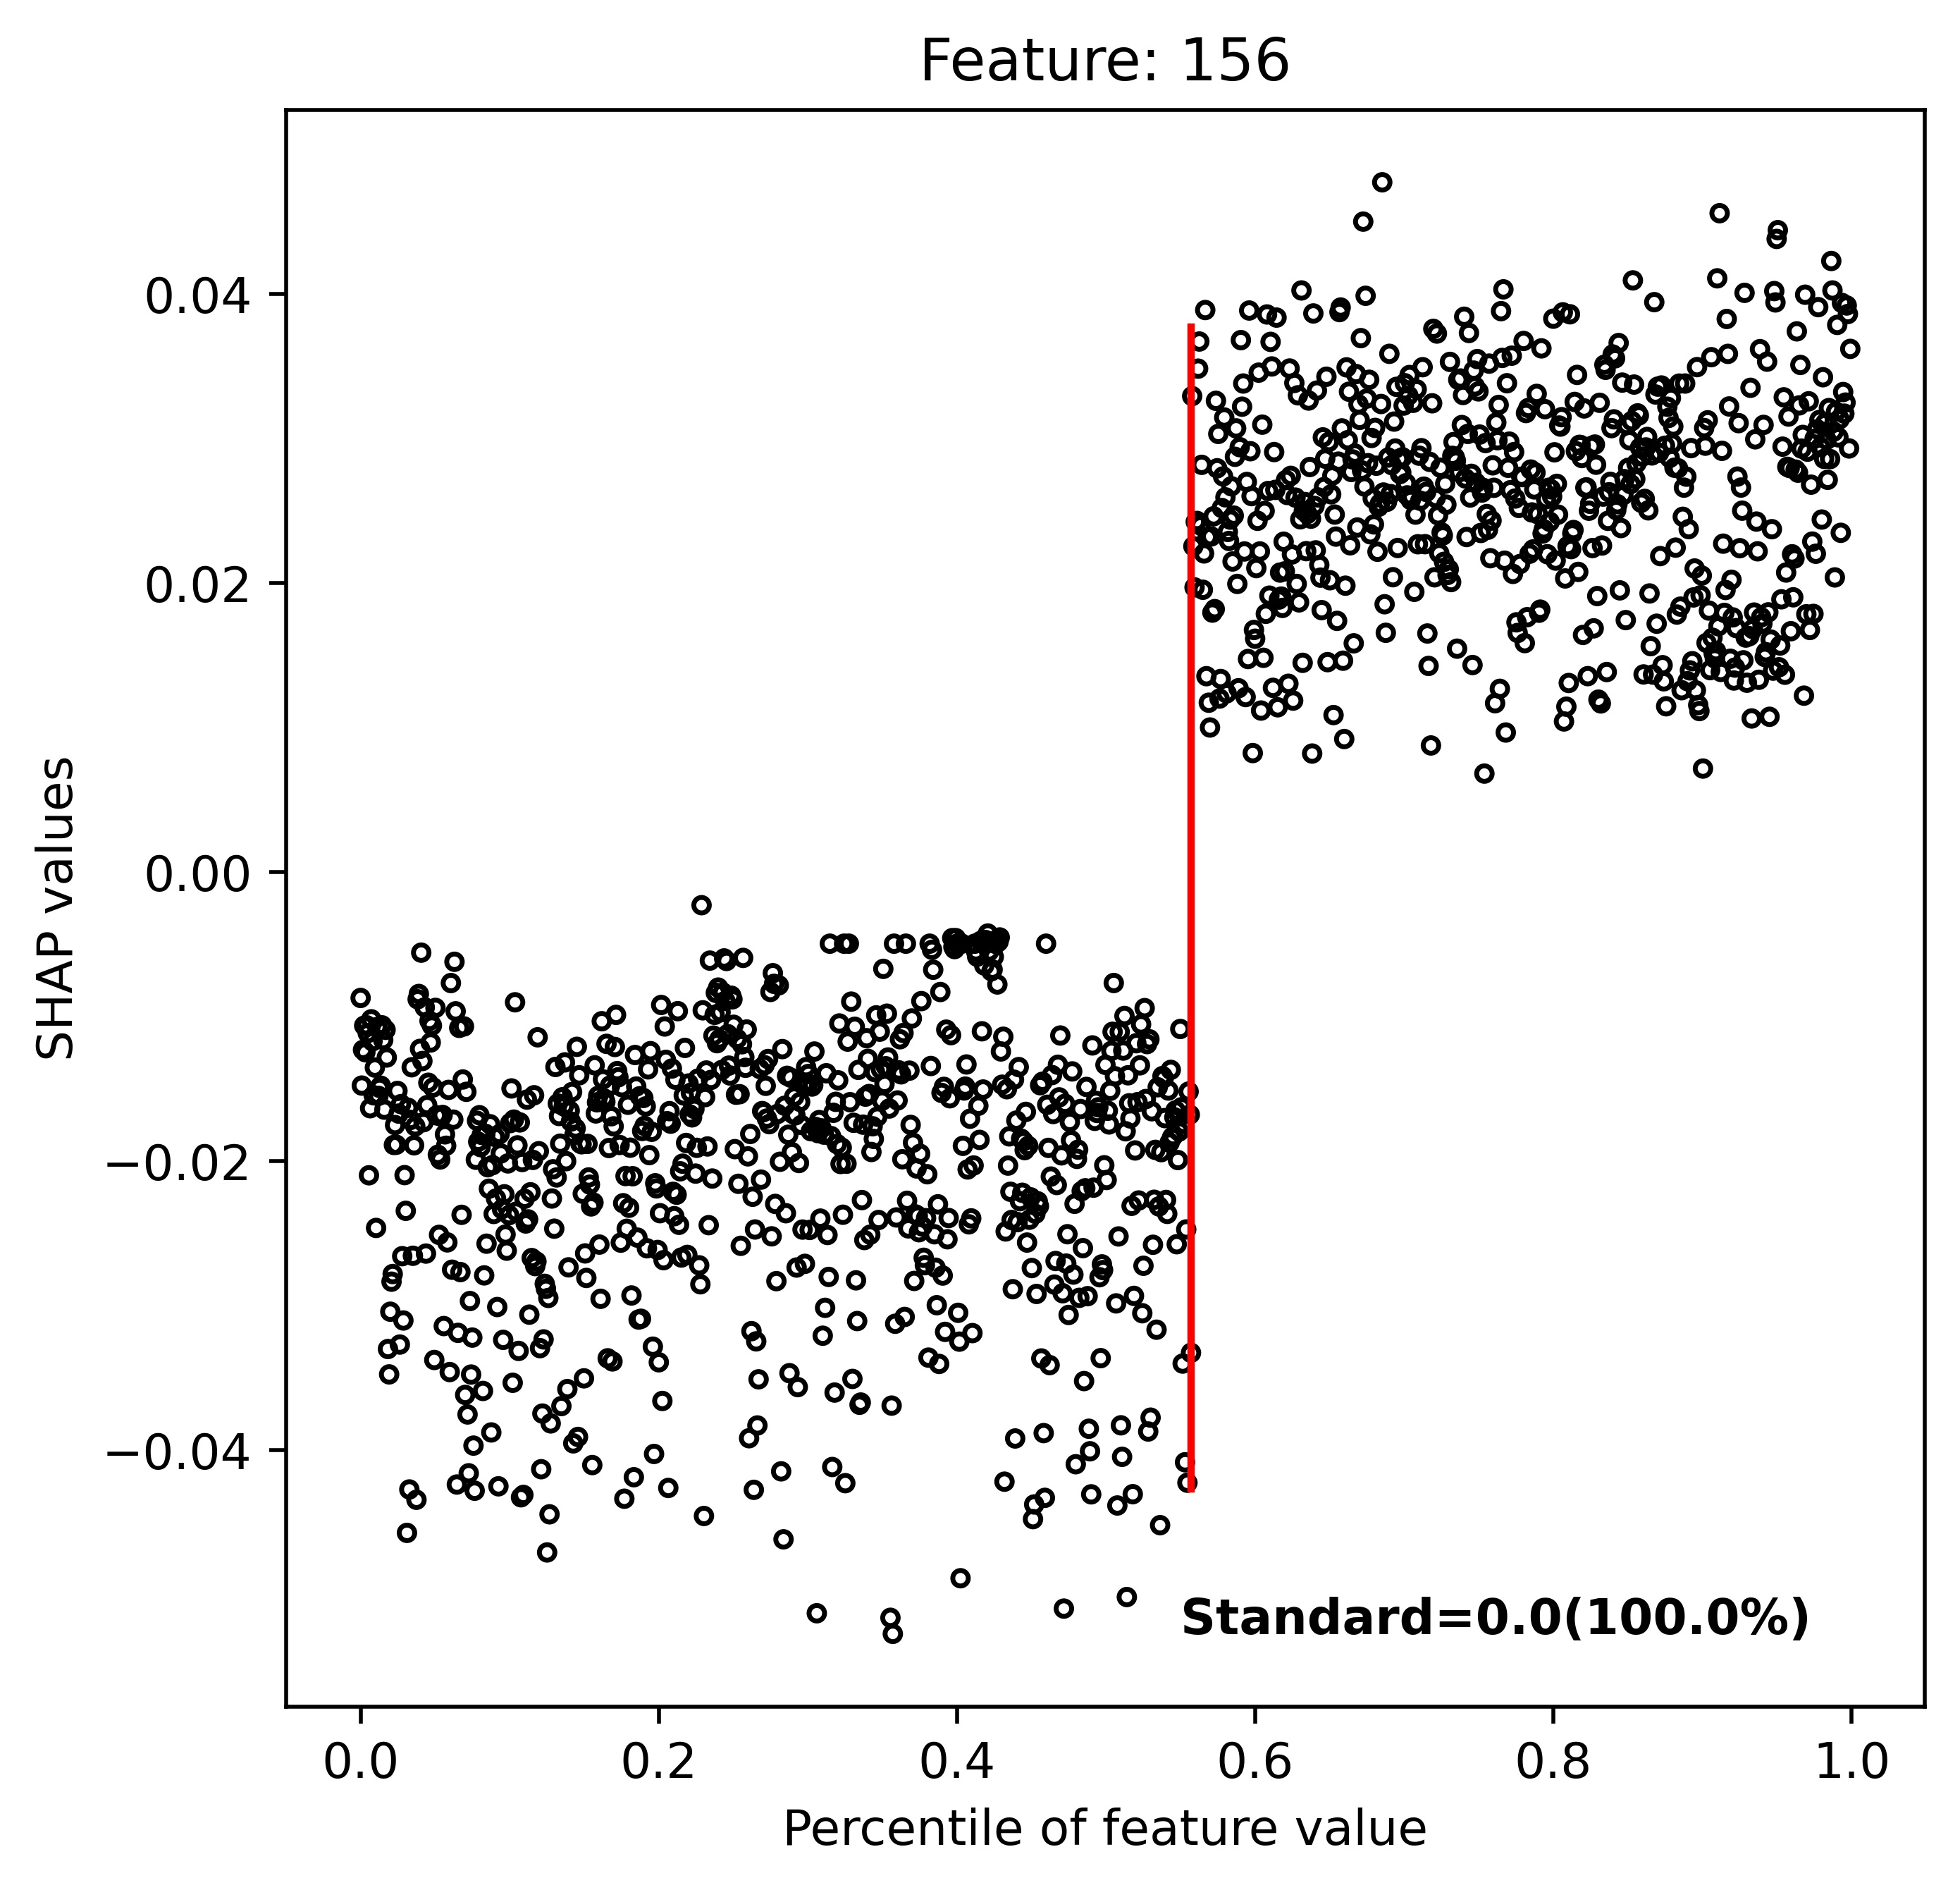 Feature: 156
0.04
0.02
0.00
−0.02
−0.04
SHAP values
Standard=0.0(100.0%)
0.0 0.2 0.4 0.6 0.8 1.0
Percentile of feature value